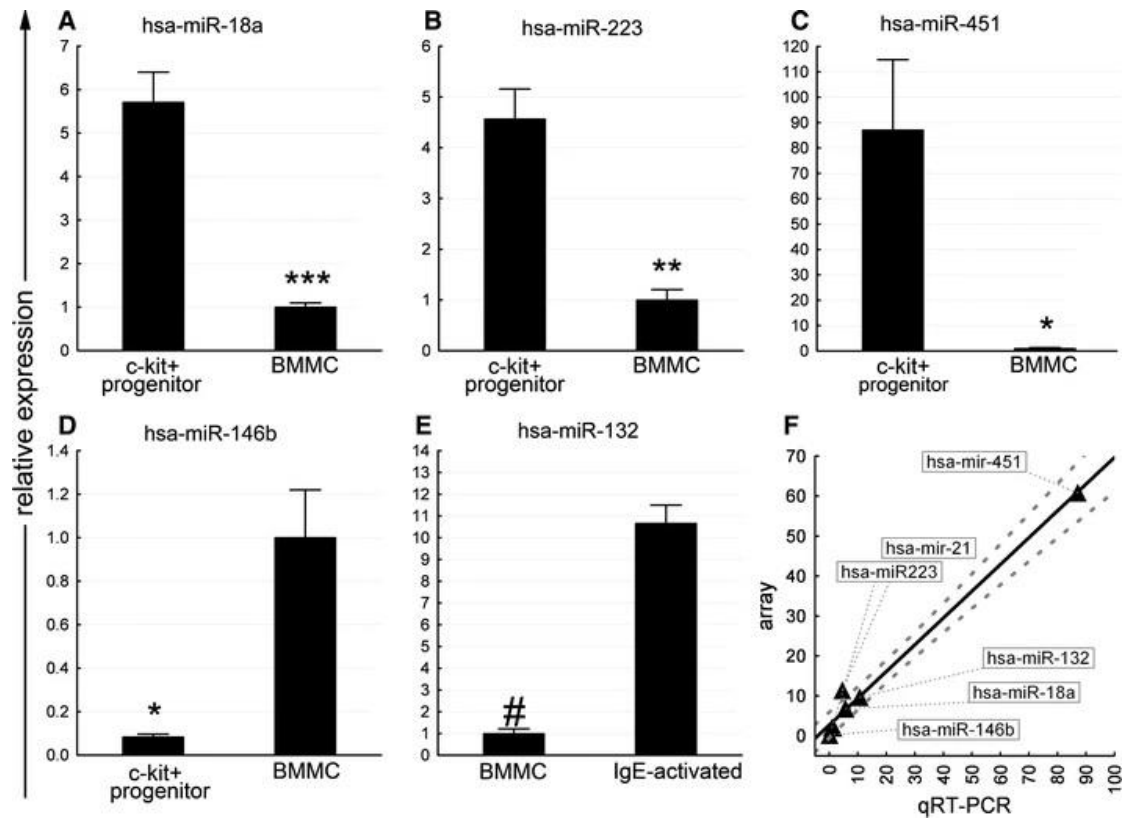 relative expression
A
hsa-miR-18a
7
6
5
4
3
2
1
0
***
c-kit+
progenitor
BMMC
B
hsa-miR-223
6
5
4
3
2
1
0
**
c-kit+
progenitor
BMMC
C
hsa-miR-451
120
110
100
90
80
70
60
50
40
30
20
10
0
*
c-kit+
progenitor
BMMC
D
hsa-miR-146b
1.4
1.2
1.0
0.8
0.6
0.4
0.2
0.0
*
c-kit+
progenitor
BMMC
E
hsa-miR-132
14
13
12
11
10
9
8
7
6
5
4
3
2
1
0
#
BMMC
IgE-activated
F
array
70
60
50
40
30
20
10
0
hsa-mir-451
hsa-mir-21
hsa-miR223
hsa-miR-132
hsa-miR-18a
hsa-miR-146b
0 10 20 30 40 50 60 70 80 90 100
qRT-PCR